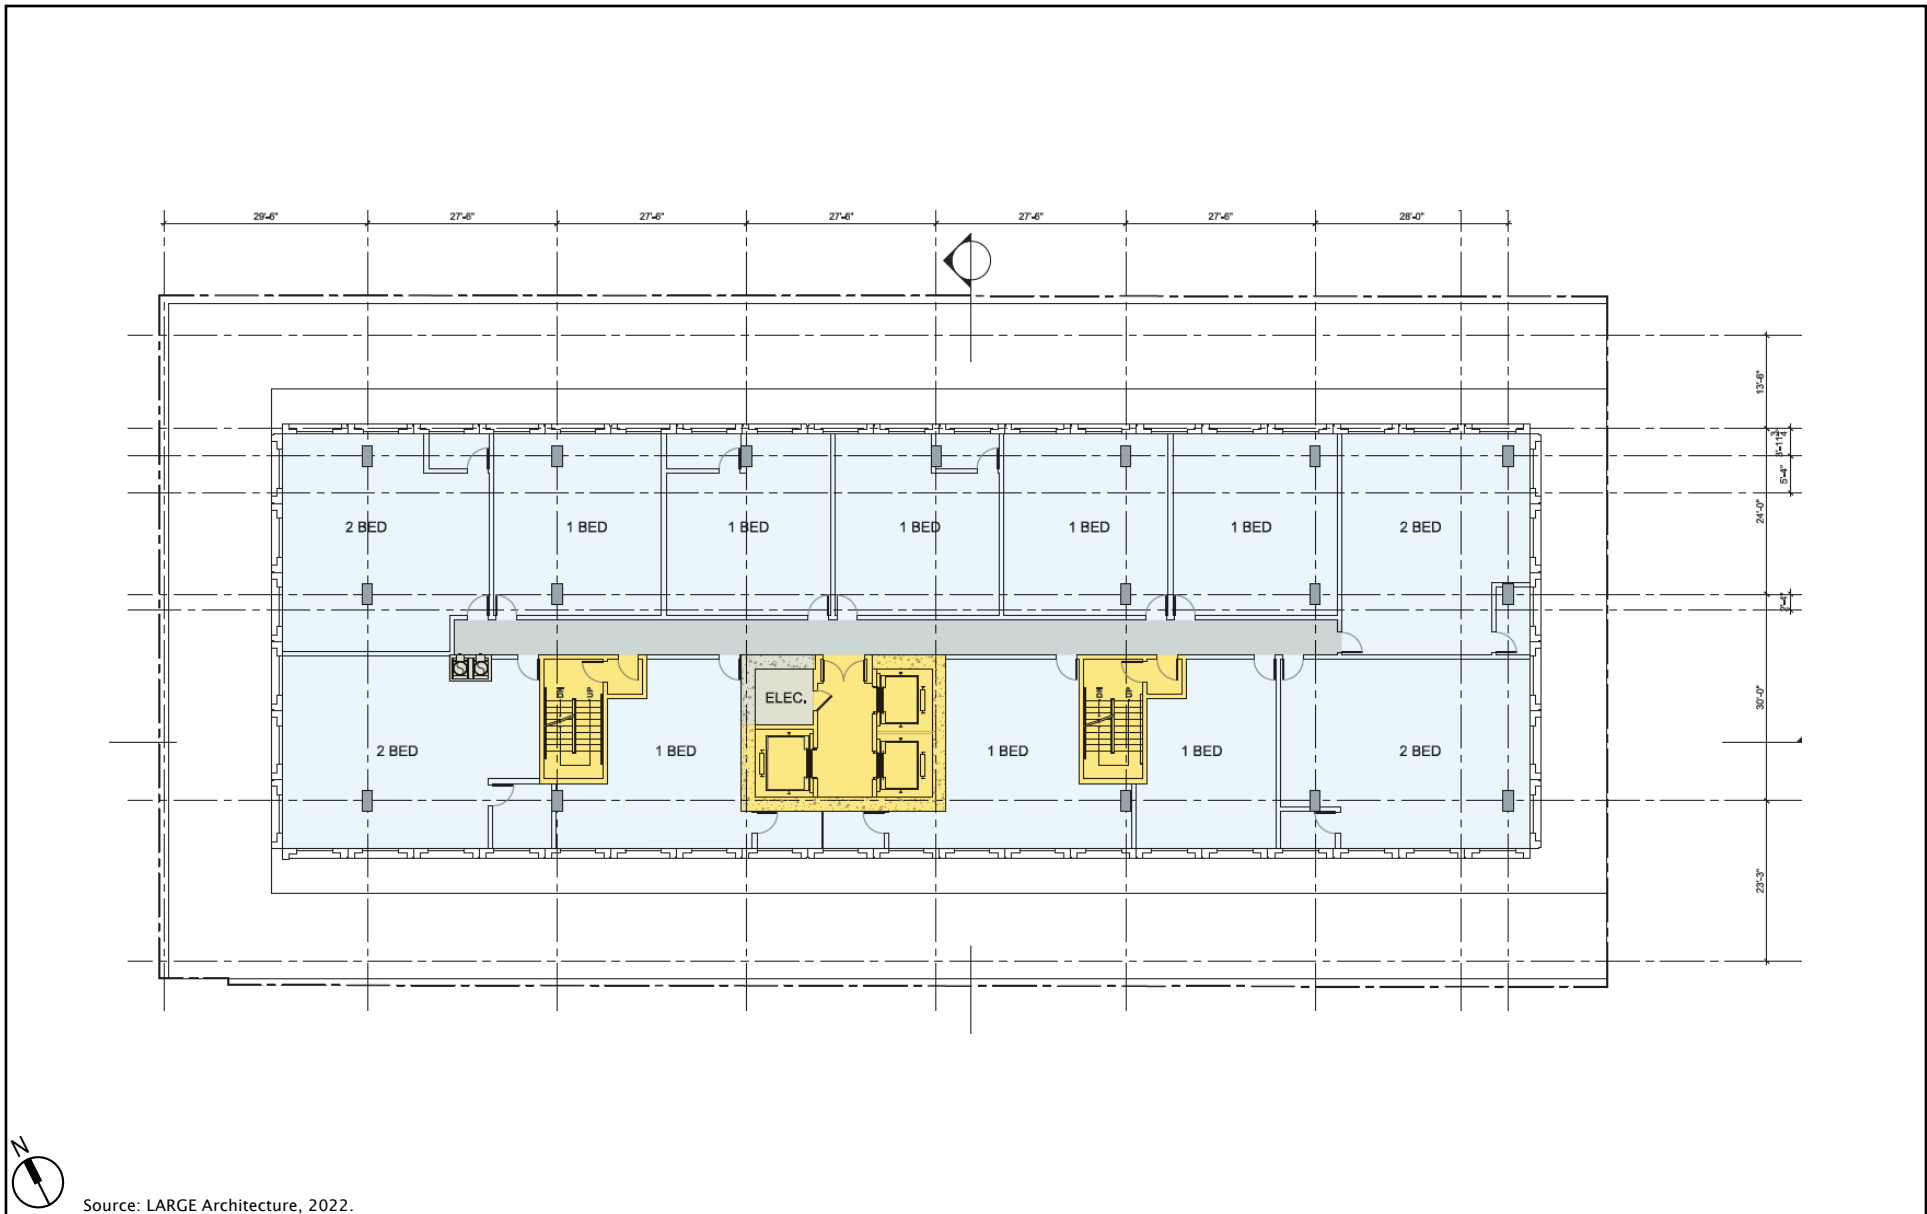 29'-6" 27'-6" 27'-6" 27'-6" 27'-6" 27'-6" 28'-0"
13'-6"
5'-4"
24'-0"
30'-0"
23'-3"
2 BED 1 BED 1 BED 1 BED 1 BED 1 BED 2 BED
DN UP ELEC. DN UP
2 BED 1 BED 1 BED 1 BED 2 BED
N
Source: LARGE Architecture, 2022.